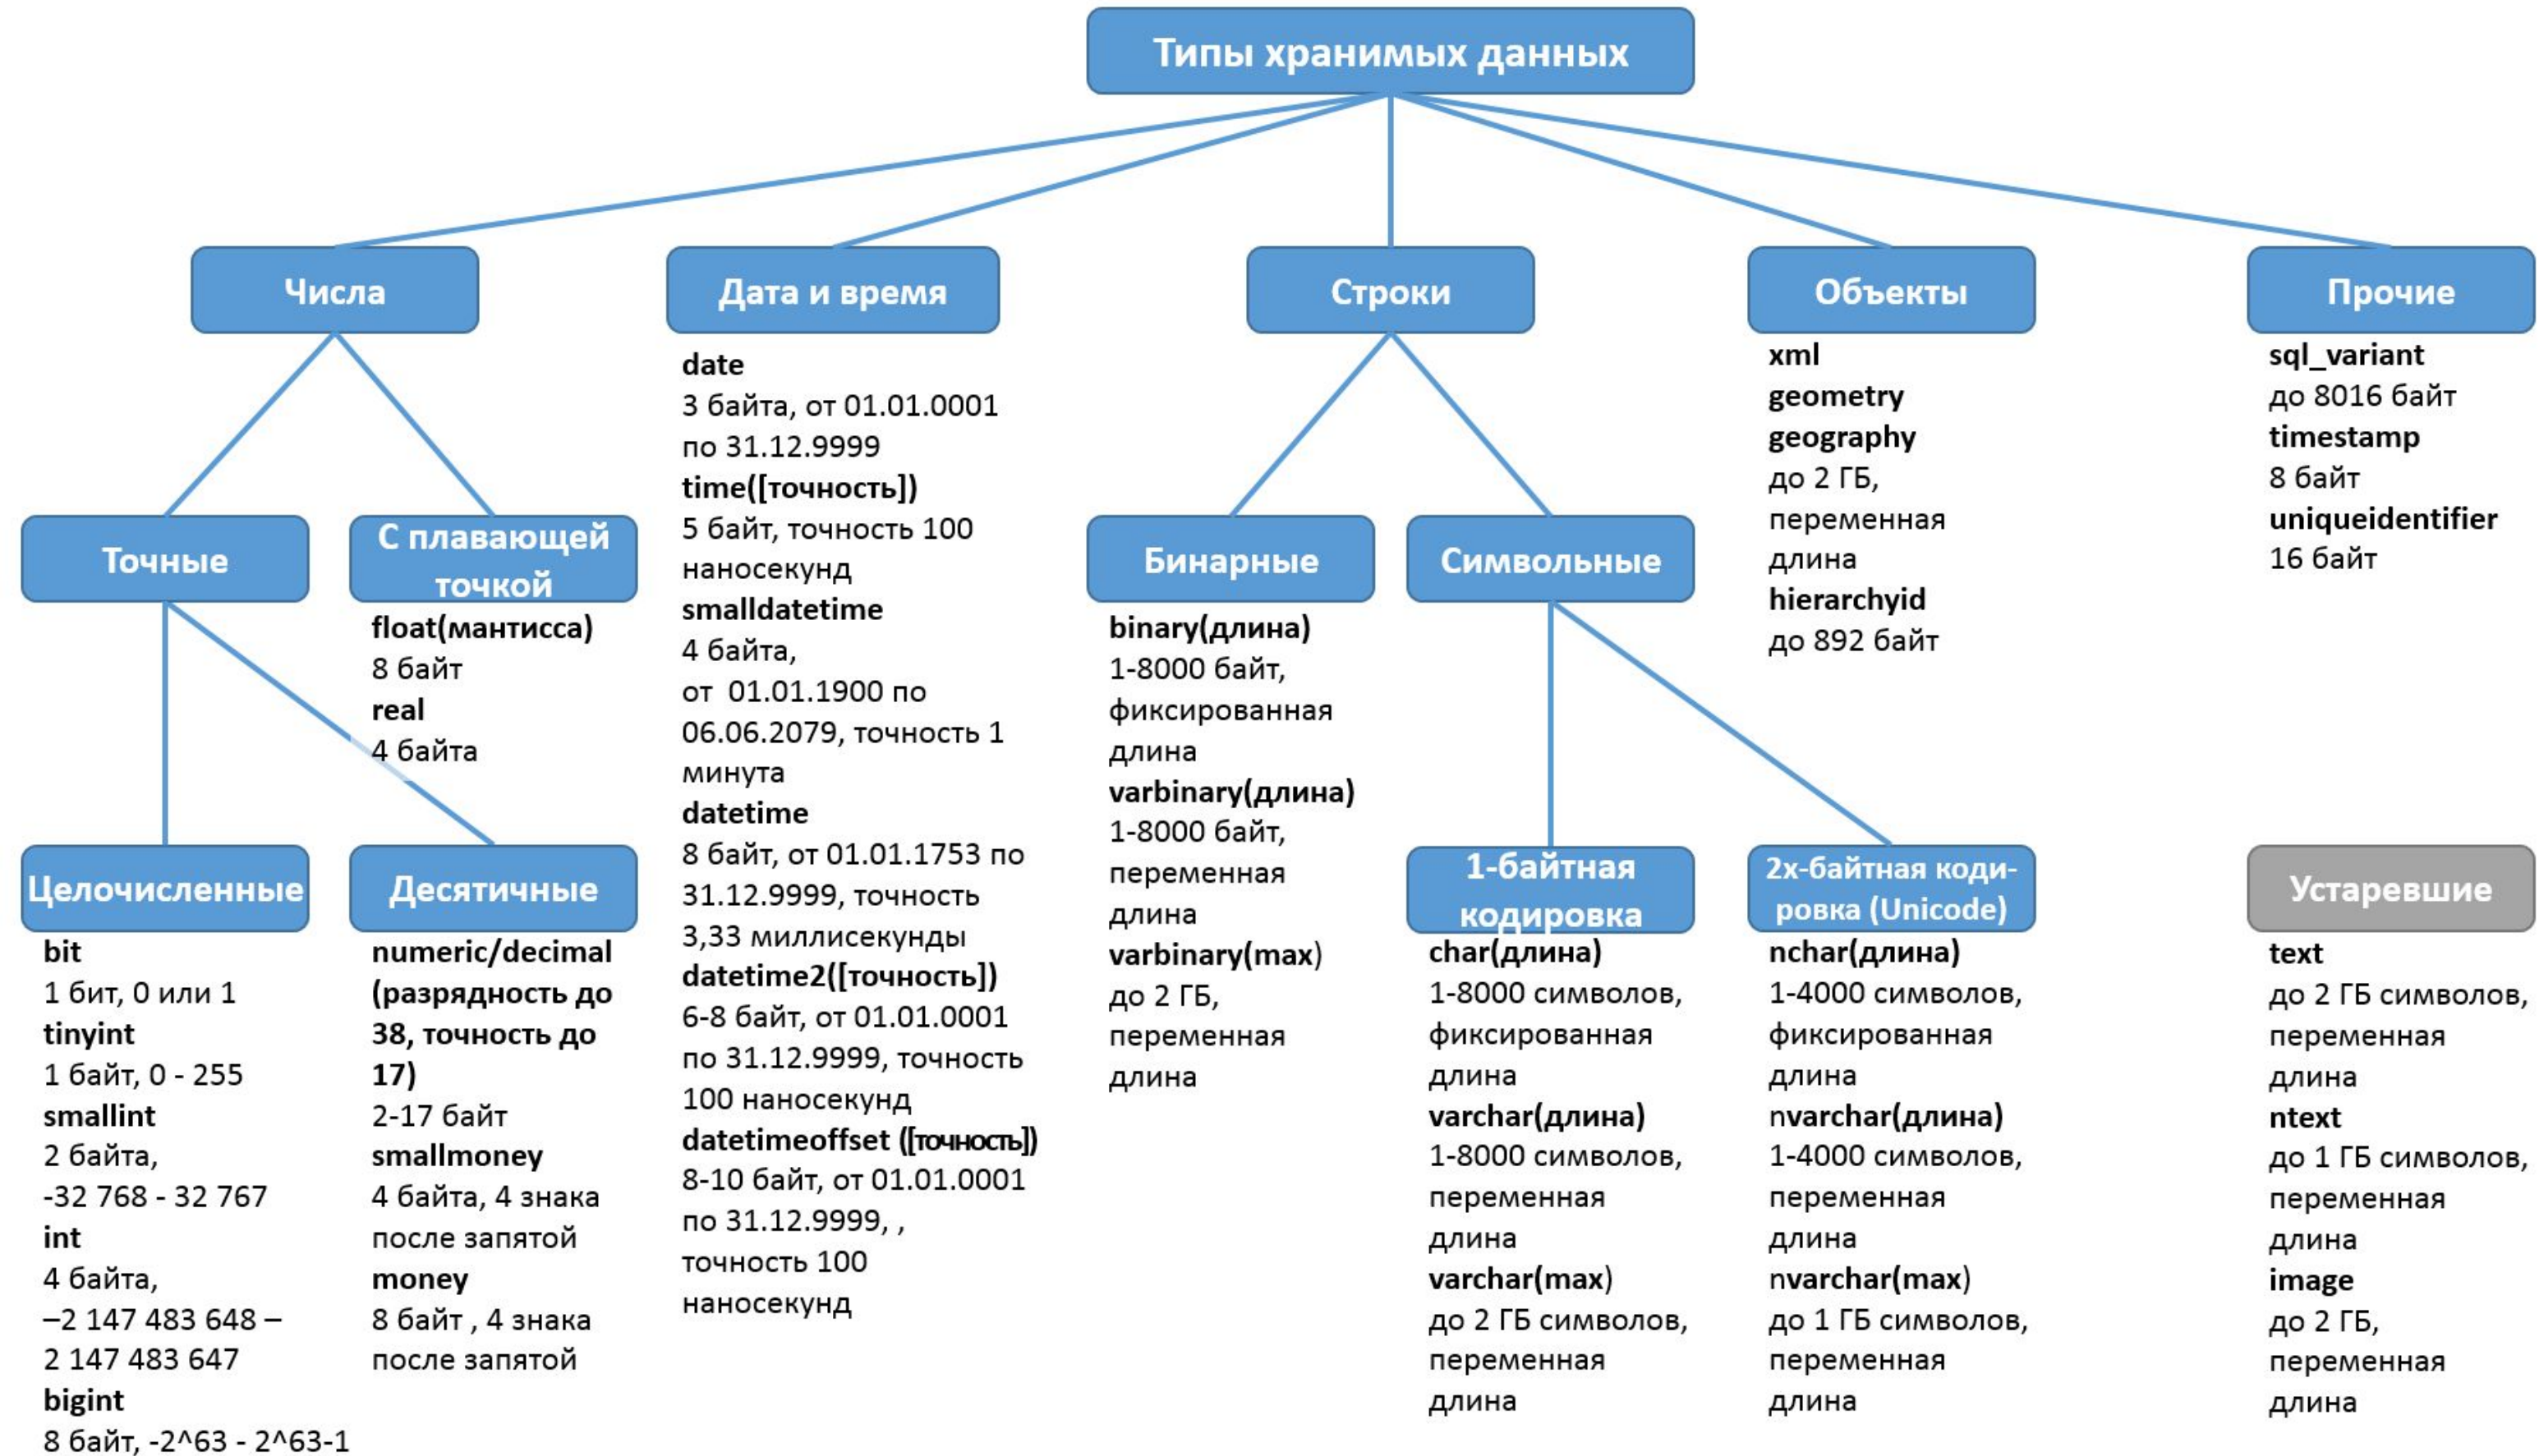 Типы хранимых данных
Числа
Дата и время
Строки
Объекты
Прочие
Точные
С плавающей
точкой
float(мантисса)
8 байт
real
4 байта
Целочисленные
bit
1 бит, 0 или 1
tinyint
1 байт, 0 - 255
smallint
2 байта,
-32 768 - 32 767
int
4 байта,
–2 147 483 648 –
2 147 483 647
bigint
8 байт, -2^63 - 2^63-1
Десятичные
numeric/decimal
(разрядность до
38, точность до
17)
2-17 байт
smallmoney
4 байта, 4 знака
после запятой
money
8 байт , 4 знака
после запятой
date
3 байта, от 01.01.0001
по 31.12.9999
time([точность])
5 байт, точность 100
наносекунд
smalldatetime
4 байта,
от  01.01.1900 по
06.06.2079, точность 1
минута
datetime
8 байт, от 01.01.1753 по
31.12.9999, точность
3,33 миллисекунды
datetime2([точность])
6-8 байт, от 01.01.0001
по 31.12.9999, точность
100 наносекунд
datetimeoffset ([точность])
8-10 байт, от 01.01.0001
по 31.12.9999, ,
точность 100
наносекунд
Бинарные
binary(длина)
1-8000 байт,
фиксированная
длина
varbinary(длина)
1-8000 байт,
переменная
длина
varbinary(max)
до 2 ГБ,
переменная
длина
Символьные
1-байтная
кодировка
char(длина)
1-8000 символов,
фиксированная
длина
varchar(длина)
1-8000 символов,
переменная
длина
varchar(max)
до 2 ГБ символов,
переменная
длина
2х-байтная коди-
ровка (Unicode)
nchar(длина)
1-4000 символов,
фиксированная
длина
nvarchar(длина)
1-4000 символов,
переменная
длина
nvarchar(max)
до 1 ГБ символов,
переменная
длина
xml
geometry
geography
до 2 ГБ,
переменная
длина
hierarchyid
до 892 байт
sql_variant
до 8016 байт
timestamp
8 байт
uniqueidentifier
16 байт
Устаревшие
text
до 2 ГБ символов,
переменная
длина
ntext
до 1 ГБ символов,
переменная
длина
image
до 2 ГБ,
переменная
длина